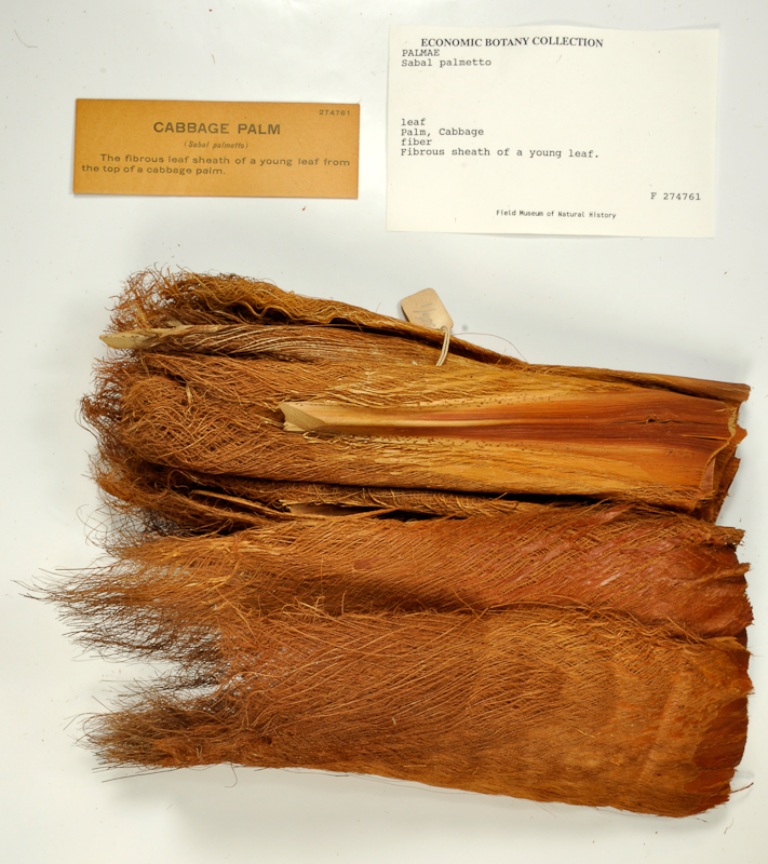 274761
CABBAGE PALM
(Sabal palmetto)
The fibrous leaf sheath of a young leaf from
the top of a cabbage palm.
ECONOMIC BOTANY COLLECTION
PALMAE
Sabal palmetto
leaf
Palm, Cabbage
fiber
Fibrous sheath of a young leaf.
F 274761
Field Museum of Natural History